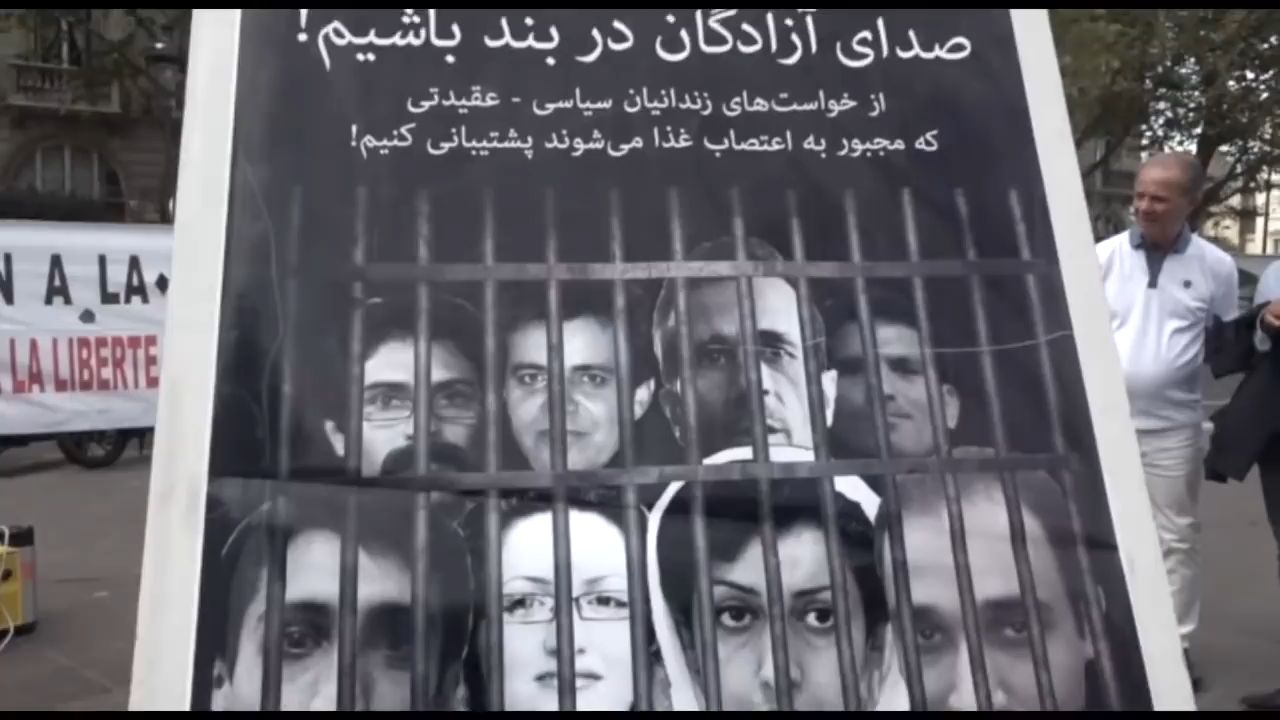 صدای آزادگان در بند باشیم!
از خواست‌های زندانیان سیاسی - عقیدتی
که مجبور به اعتصاب غذا می‌شوند پشتیبانی کنیم!
N A LA
LA LIBERTE